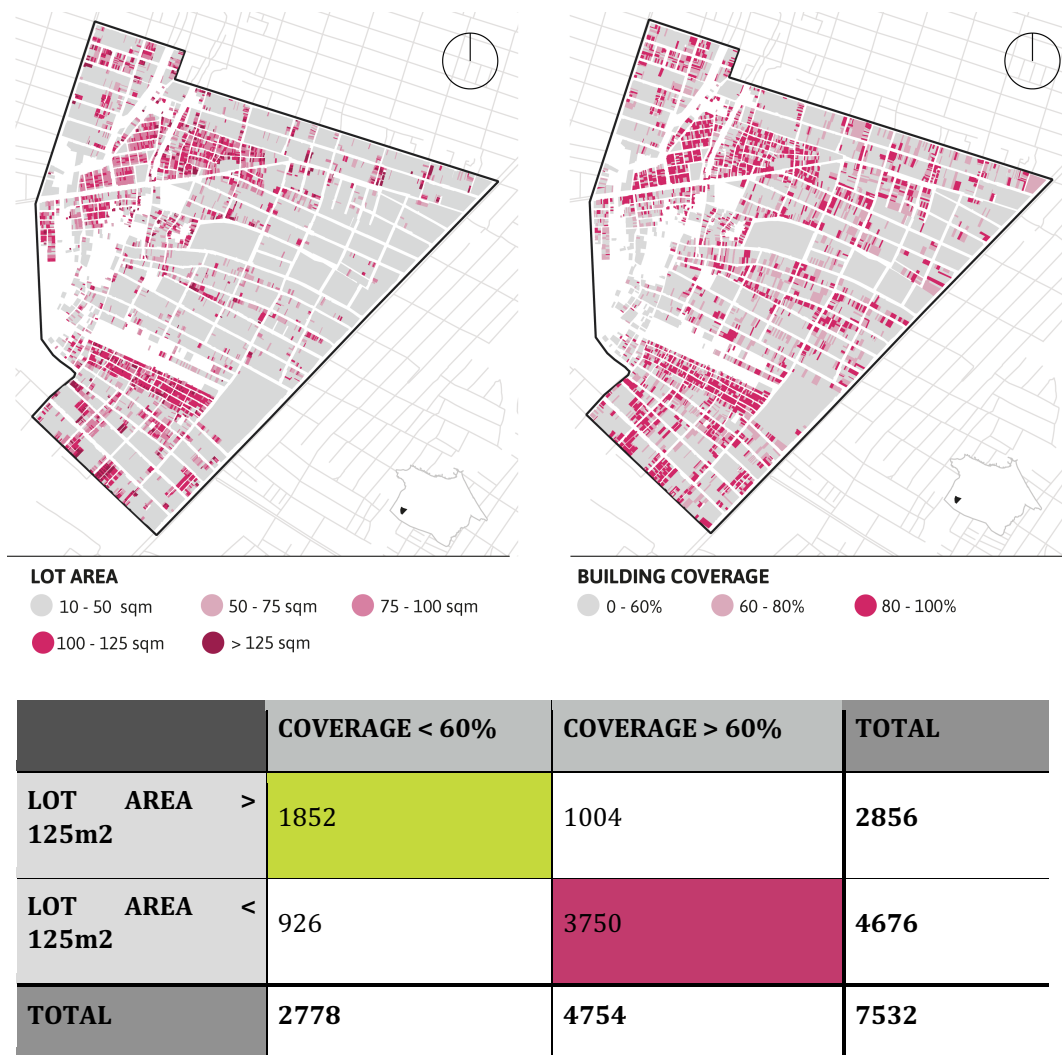 LOT AREA
10 - 50 sqm
50 - 75 sqm
75 - 100 sqm
100 - 125 sqm
> 125 sqm
BUILDING COVERAGE
0 - 60%
60 - 80%
80 - 100%
COVERAGE < 60%
COVERAGE > 60%
TOTAL
LOT AREA >
125m2
1852
1004
2856
LOT AREA <
125m2
926
3750
4676
TOTAL
2778
4754
7532